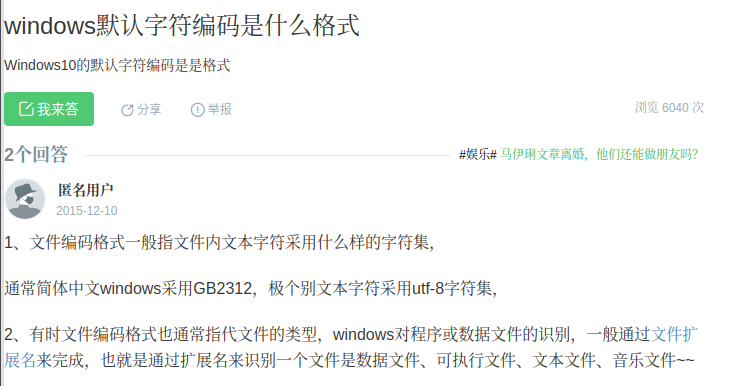 windows默认字符编码是什么格式
Windows10的默认字符编码是是格式
我来答 分享 举报 浏览 6040 次
2个回答 #娱乐# 马伊琍文章离婚，他们还能做朋友吗？
匿名用户
2015-12-10
1、文件编码格式一般指文件内文本字符采用什么样的字符集，
通常简体中文windows采用GB2312，极个别文本字符采用utf-8字符集，
2、有时文件编码格式也通常指代文件的类型，windows对程序或数据文件的识别，一般通过文件扩
展名来完成，也就是通过扩展名来识别一个文件是数据文件、可执行文件、文本文件、音乐文件~~